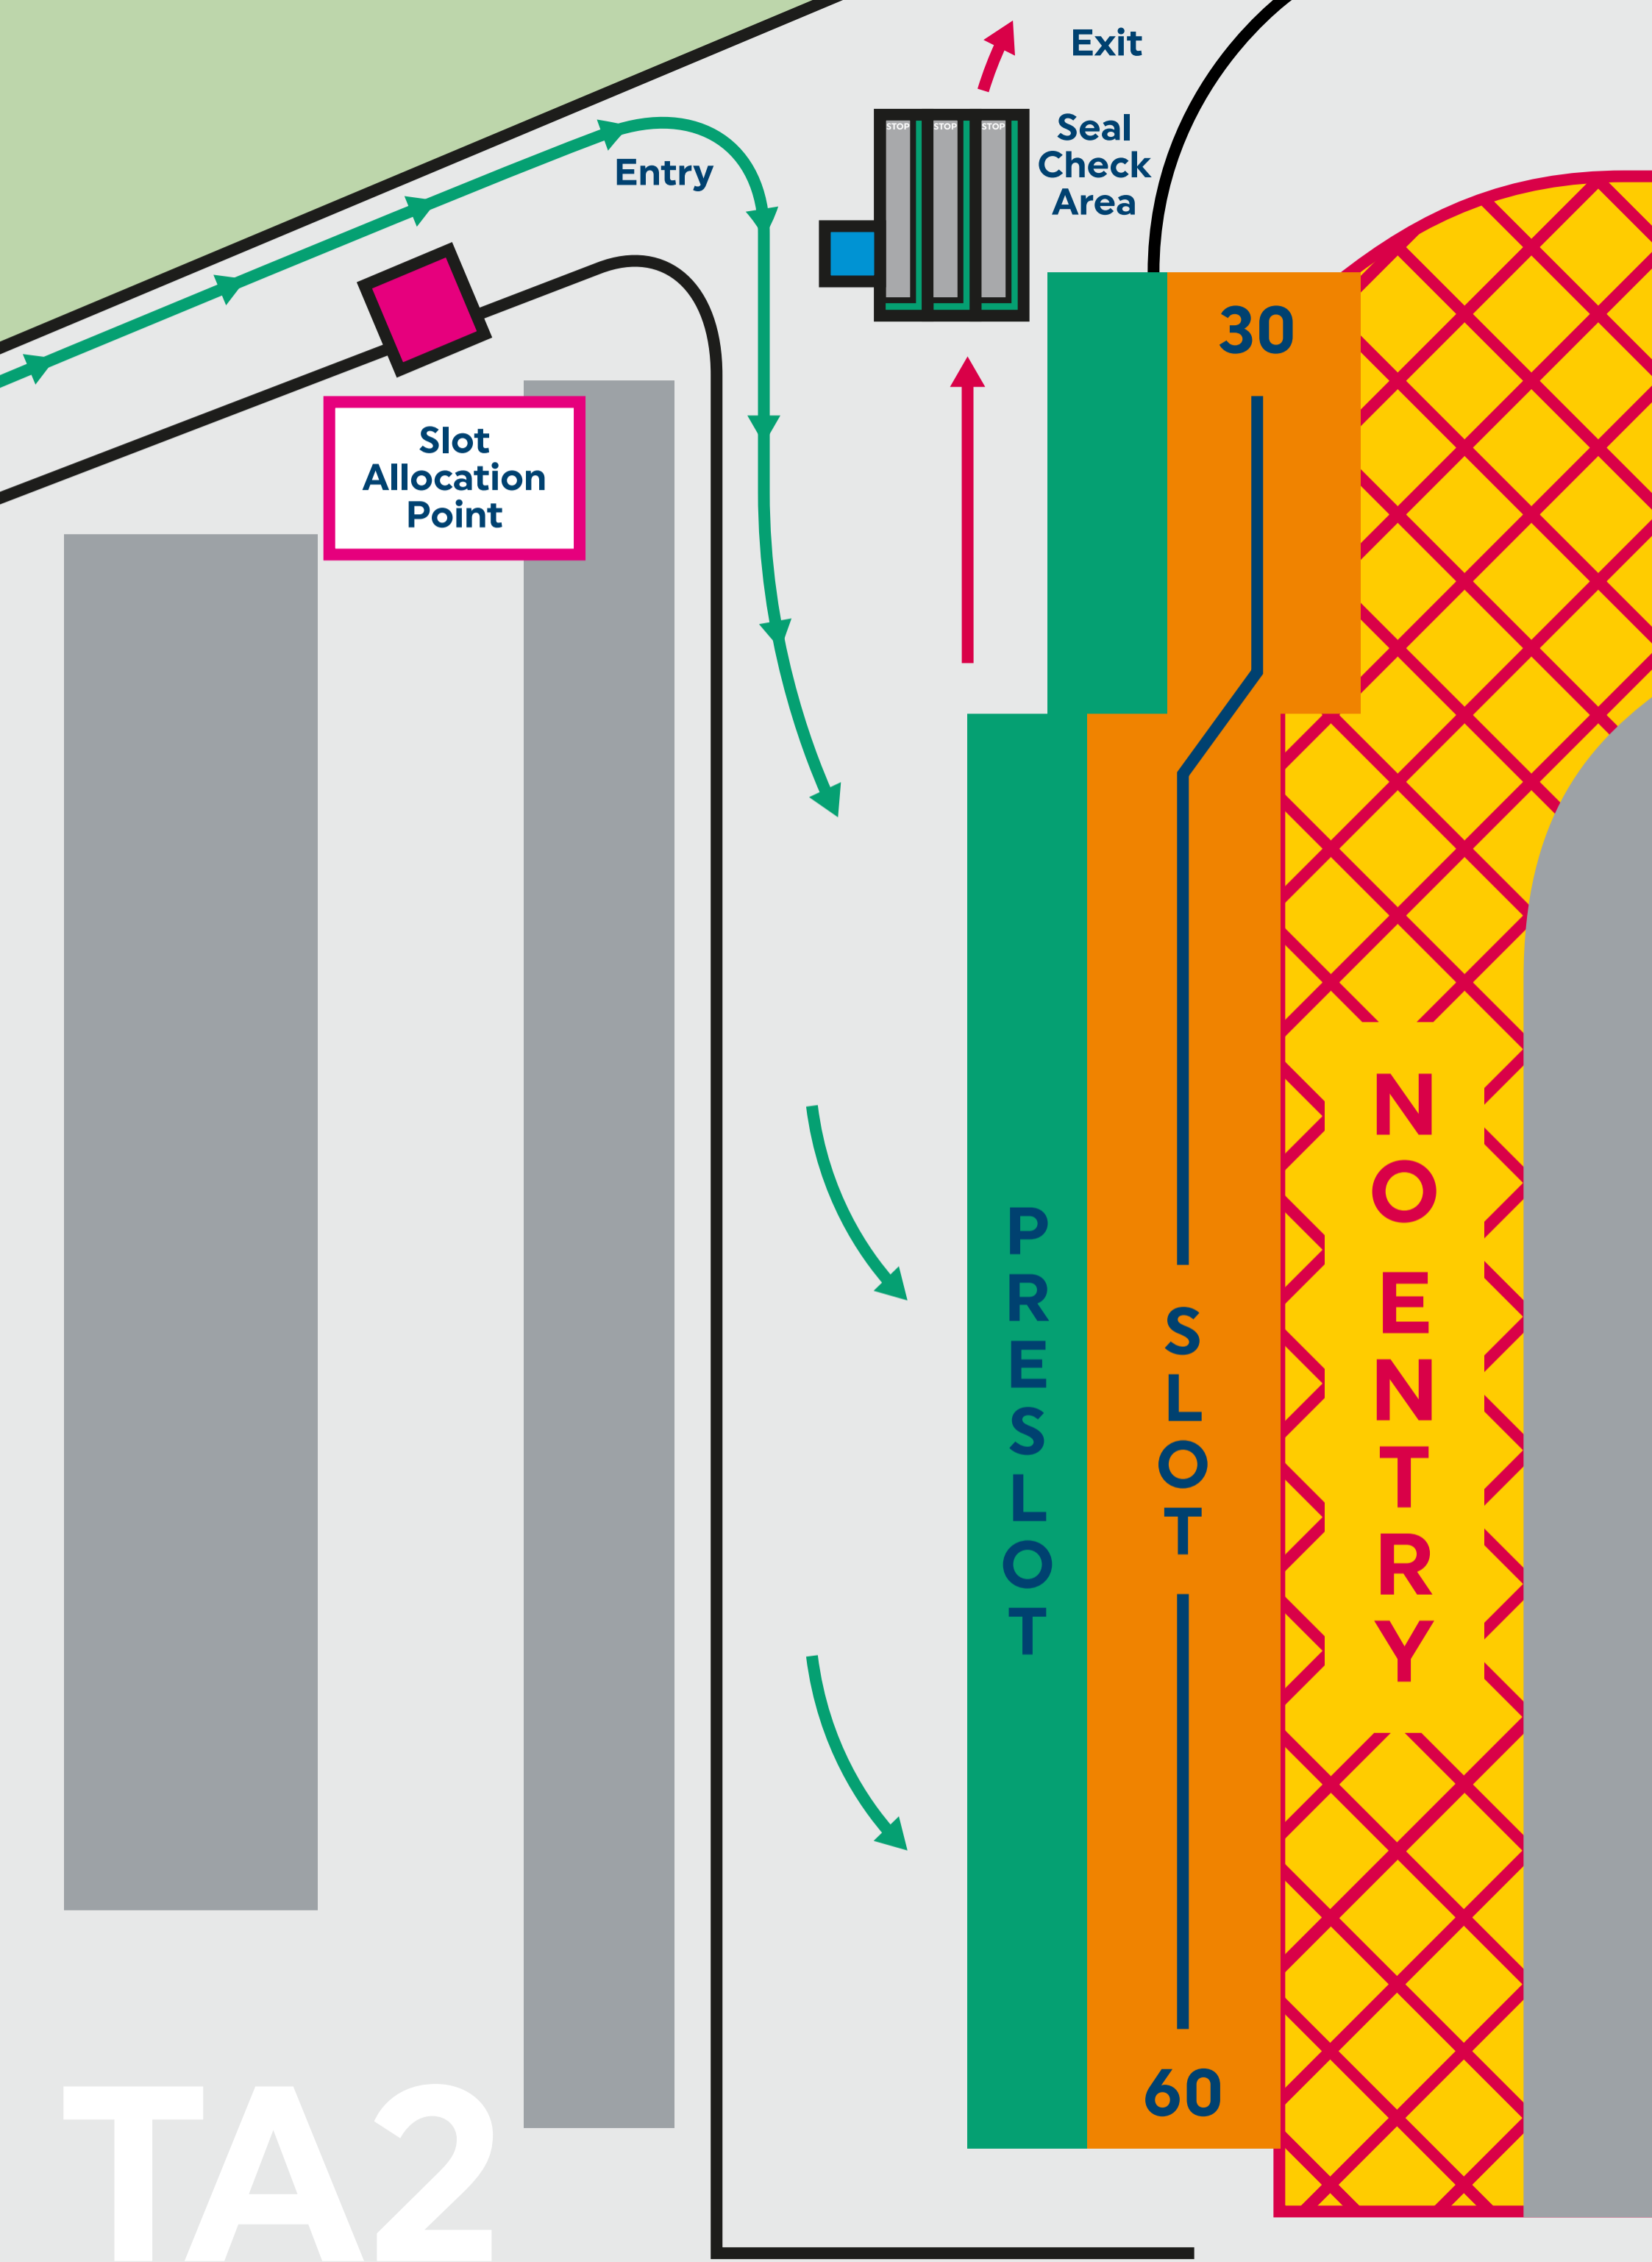 Exit
STOP STOP STOP
Seal
Check
Area
Entry
30
Slot
Allocation
Point
NO ENTRY
PRESLOT
SLOT
60
TA2